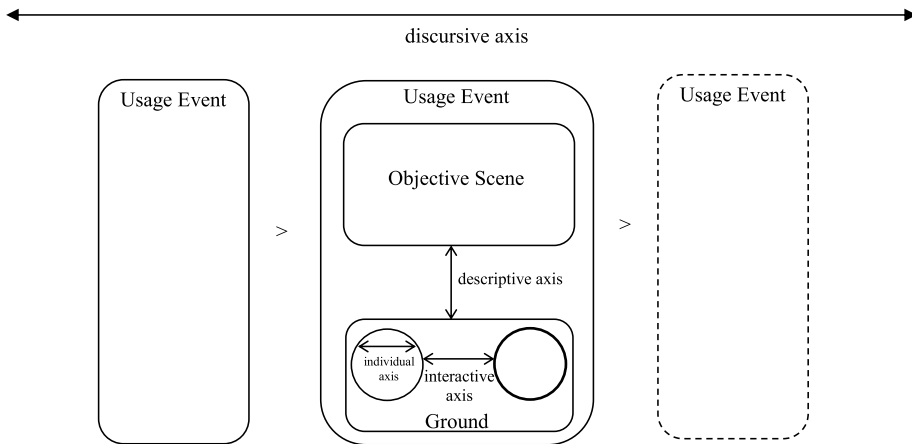 discursive axis
Usage Event
Usage Event
Usage Event
Objective Scene
>
>
descriptive axis
individual
axis
interactive
axis
Ground